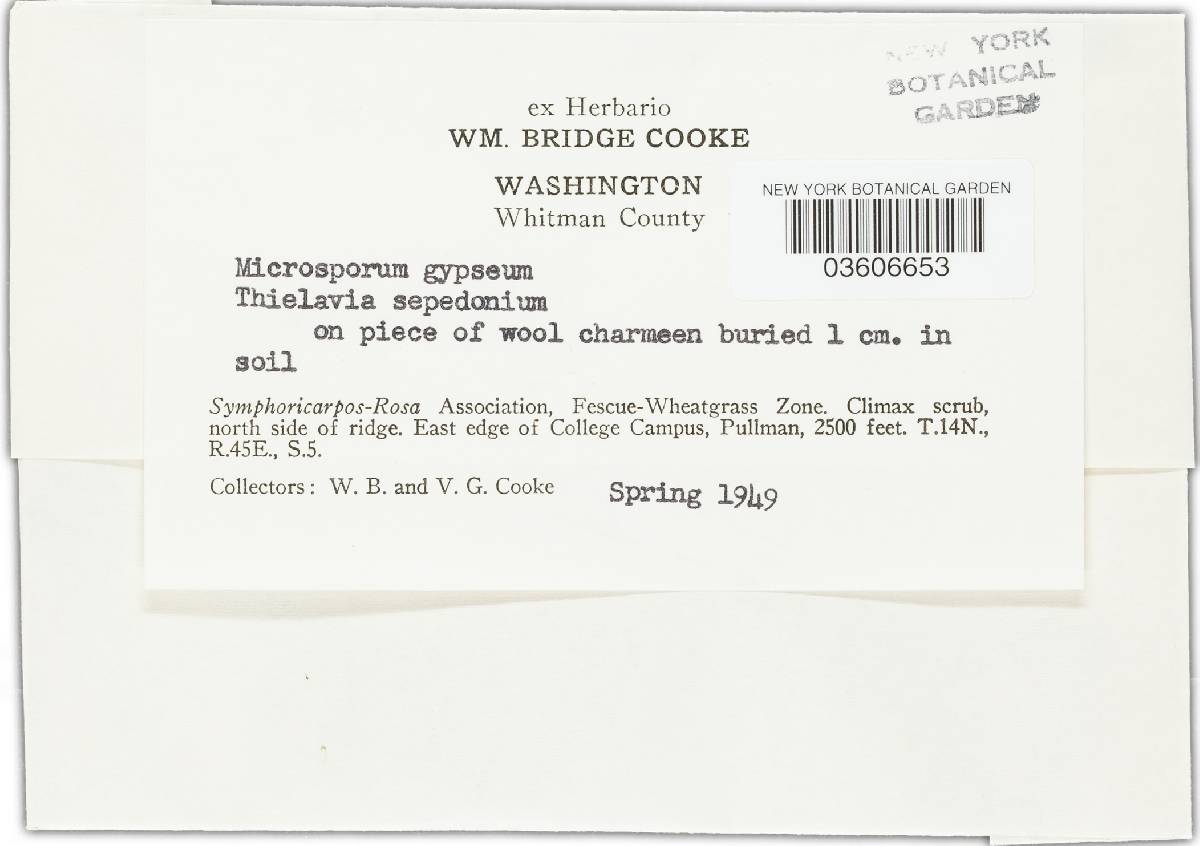 NEW YORK
BOTANICAL
GARDEN
ex Herbario
WM. BRIDGE COOKE
WASHINGTON
Whitman County
NEW YORK BOTANICAL GARDEN
03606653
Microsporum gypseum
Thielavia sepedonium
on piece of wool charmeen buried 1 cm. in
soil
Symphoricarpos-Rosa Association, Fescue-Wheatgrass Zone. Climax scrub,
north side of ridge. East edge of College Campus, Pullman, 2500 feet. T.14N.,
R.45E., S.5.
Collectors: W. B. and V. G. Cooke Spring 1949